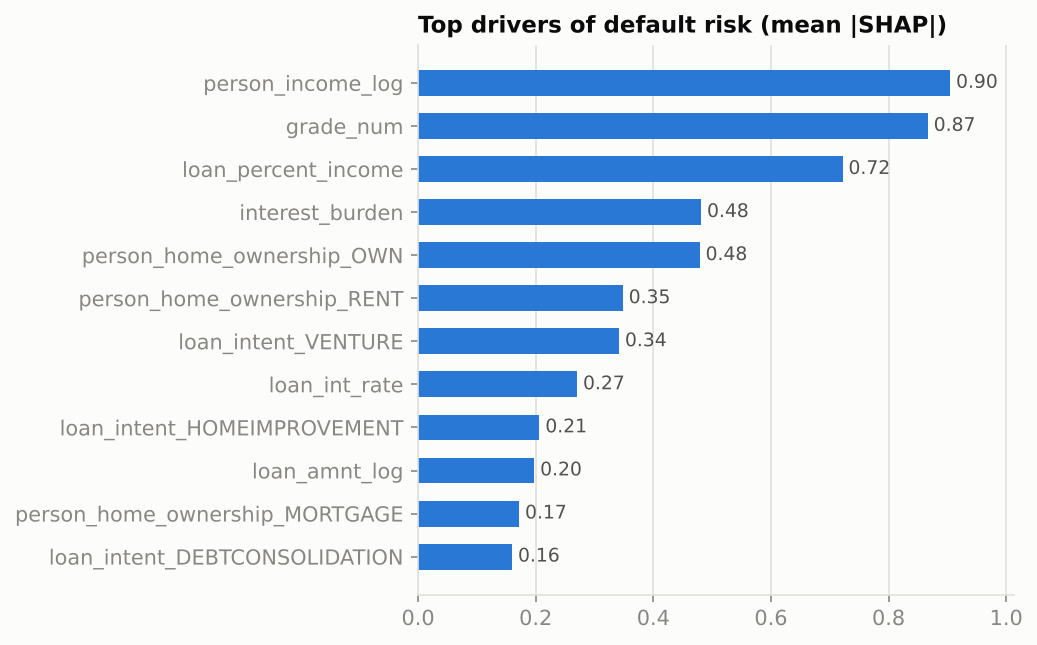 Top drivers of default risk (mean |SHAP|)
person_income_log 0.90
grade_num 0.87
loan_percent_income 0.72
interest_burden 0.48
person_home_ownership_OWN 0.48
person_home_ownership_RENT 0.35
loan_intent_VENTURE 0.34
loan_int_rate 0.27
loan_intent_HOMEIMPROVEMENT 0.21
loan_amnt_log 0.20
person_home_ownership_MORTGAGE 0.17
loan_intent_DEBTCONSOLIDATION 0.16
0.0 0.2 0.4 0.6 0.8 1.0